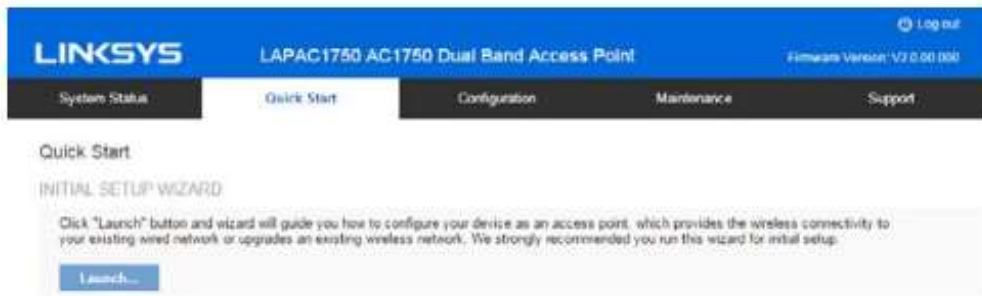 Log out
LINKSYS LAPAC1750 AC1750 Dual Band Access Point
Firmware Version: V2.0.00.000
System Status Quick Start Configuration Maintenance Support
Quick Start
INITIAL SETUP WIZARD
Click "Launch" button and wizard will guide you how to configure your device as an access point, which provides the wireless connectivity to
your existing wired network or upgrades an existing wireless network. We strongly recommended you run this wizard for initial setup.
Launch...